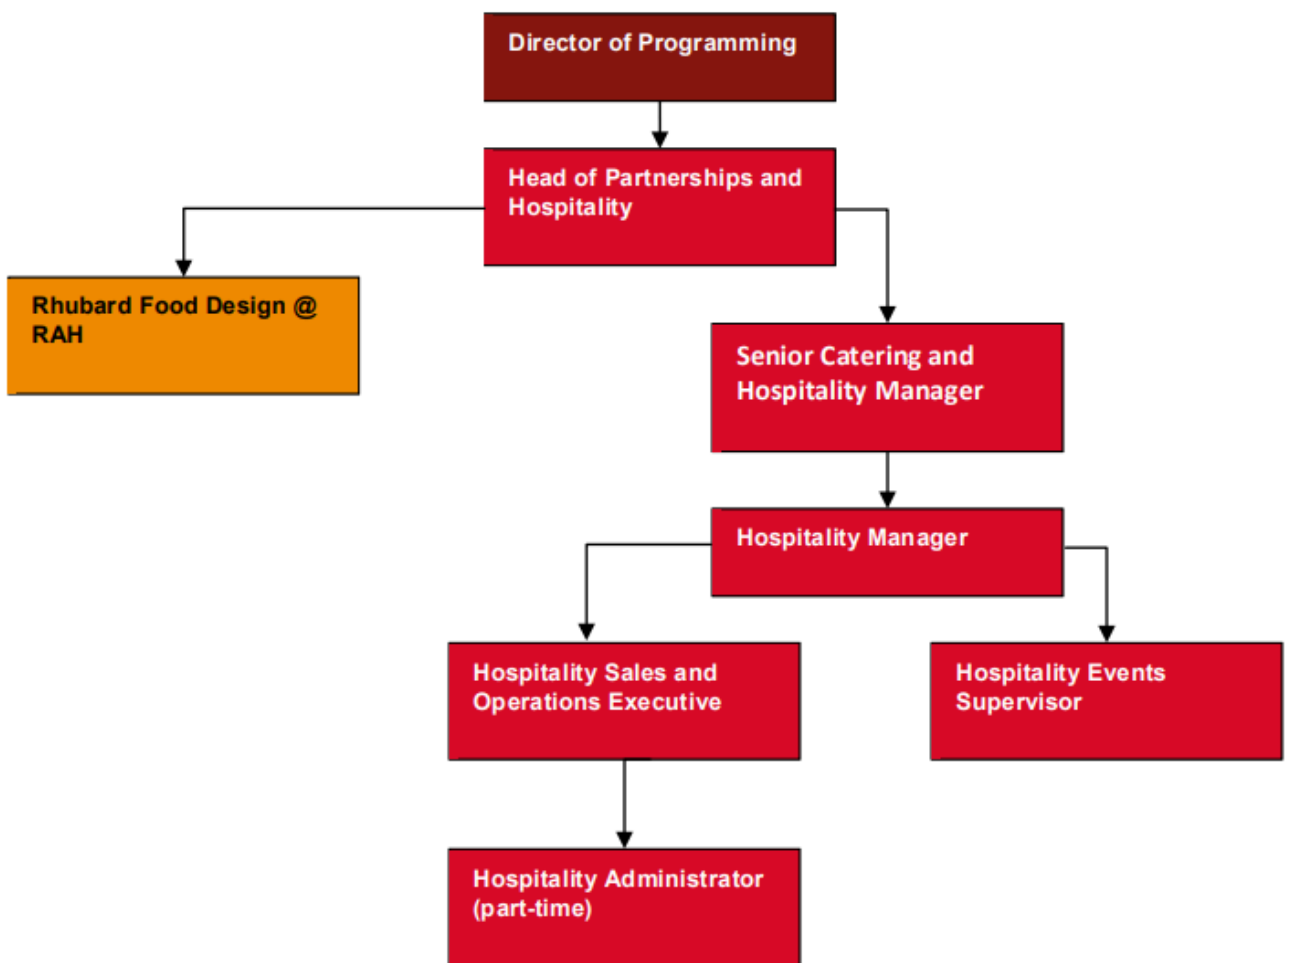 Director of Programming
Head of Partnerships and
Hospitality
Rhubard Food Design @
RAH
Senior Catering and
Hospitality Manager
Hospitality Manager
Hospitality Sales and
Operations Executive
Hospitality Events
Supervisor
Hospitality Administrator
(part-time)